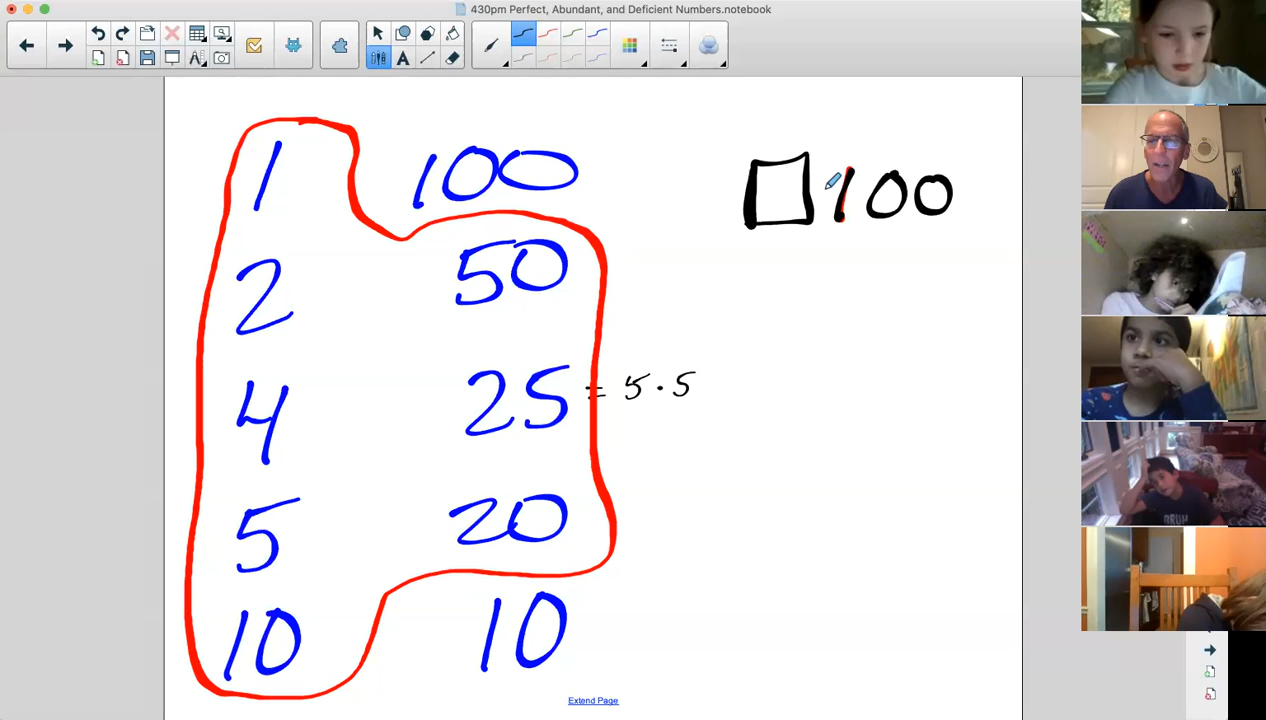 430pm Perfect, Abundant, and Deficient Numbers.notebook
A
1 100
100
2 50
4 25 = 5 · 5
5 20
10 10
Extend Page